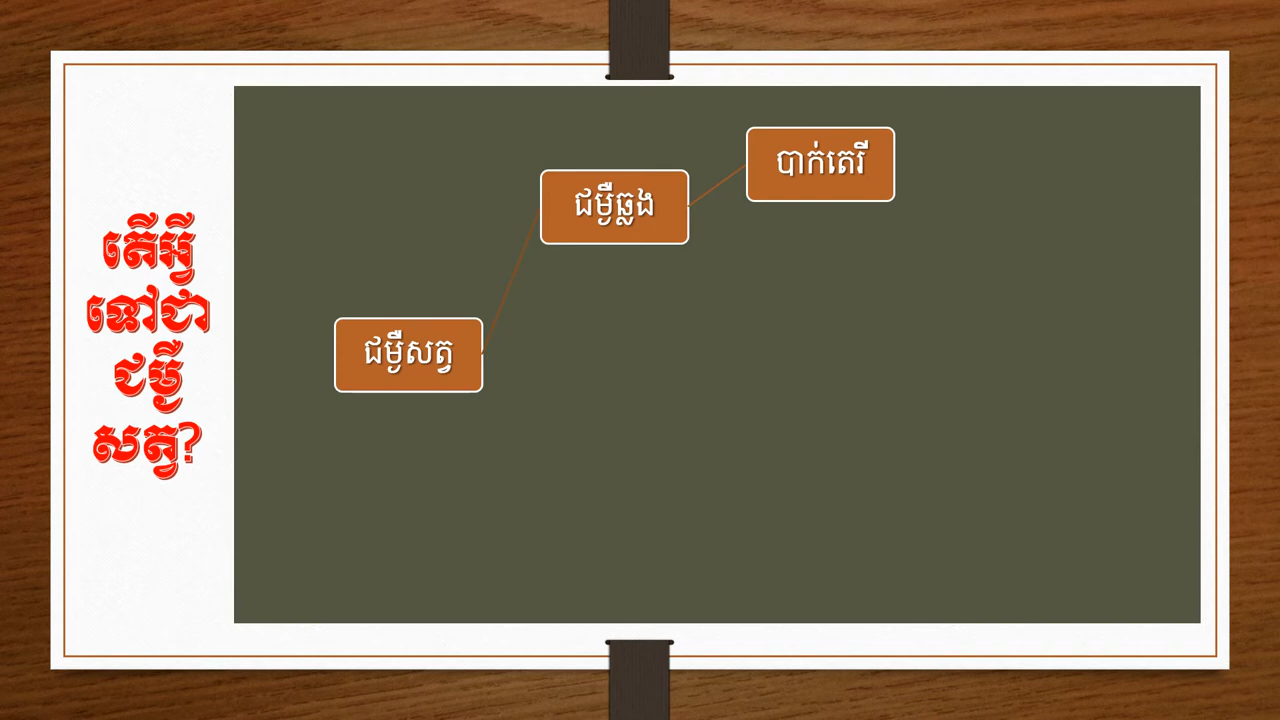 តើអ្វី
ទៅជា
ជម្ងឺ
សត្វ?
ជម្ងឺសត្វ
ជម្ងឺឆ្លង
បាក់តេរី